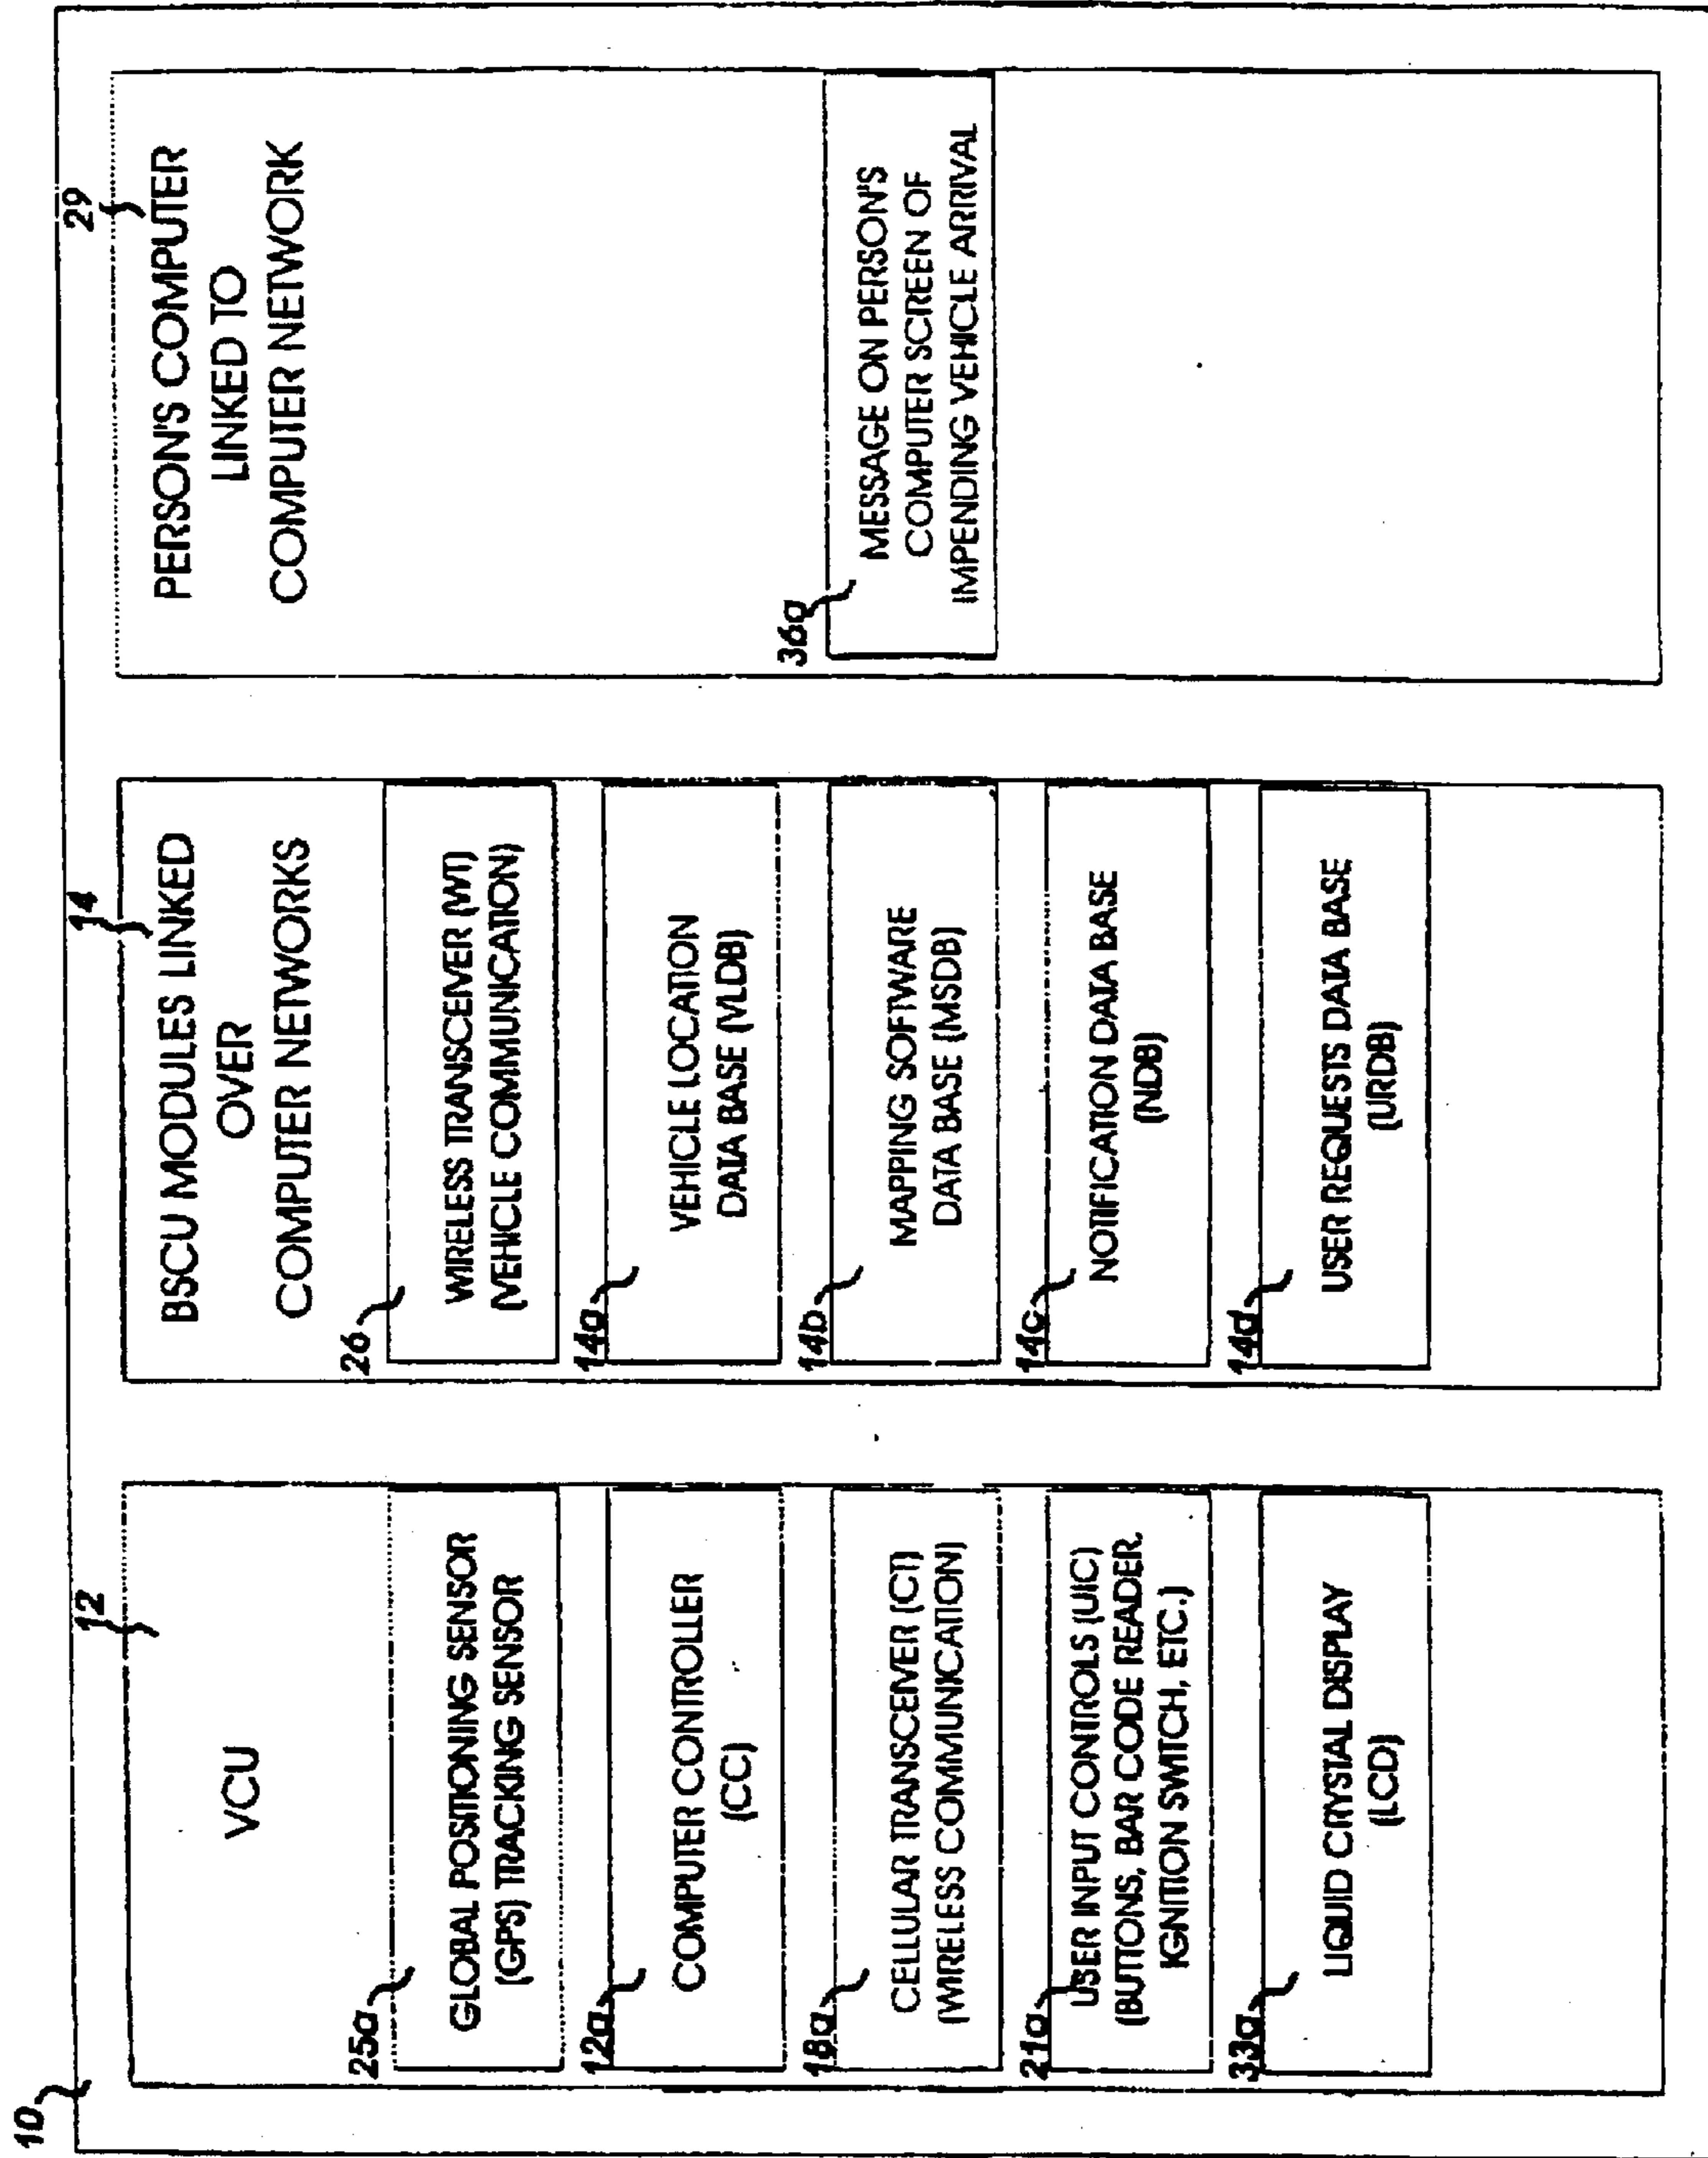 10
12
VCU
25a
GLOBAL POSITIONING SENSOR
(GPS) TRACKING SENSOR
12a
COMPUTER CONTROLLER
(CC)
18a
CELLULAR TRANSCEIVER (CT)
(WIRELESS COMMUNICATION)
21a
USER INPUT CONTROLS (UIC)
(BUTTONS, BAR CODE READER.
IGNITION SWITCH, ETC.)
33a
LIQUID CRYSTAL DISPLAY
(LCD)
14
BSCU MODULES LINKED
OVER
COMPUTER NETWORKS
26
WIRELESS TRANSCEIVER (WT)
(VEHICLE COMMUNICATION)
14a
VEHICLE LOCATION
DATA BASE (VLDB)
14b
MAPPING SOFTWARE
DATA BASE (MSDB)
14c
NOTIFICATION DATA BASE
(NDB)
14d
USER REQUESTS DATA BASE
(URDB)
29
PERSON'S COMPUTER
LINKED TO
COMPUTER NETWORK
36a
MESSAGE ON PERSON'S
COMPUTER SCREEN OF
IMPENDING VEHICLE ARRIVAL